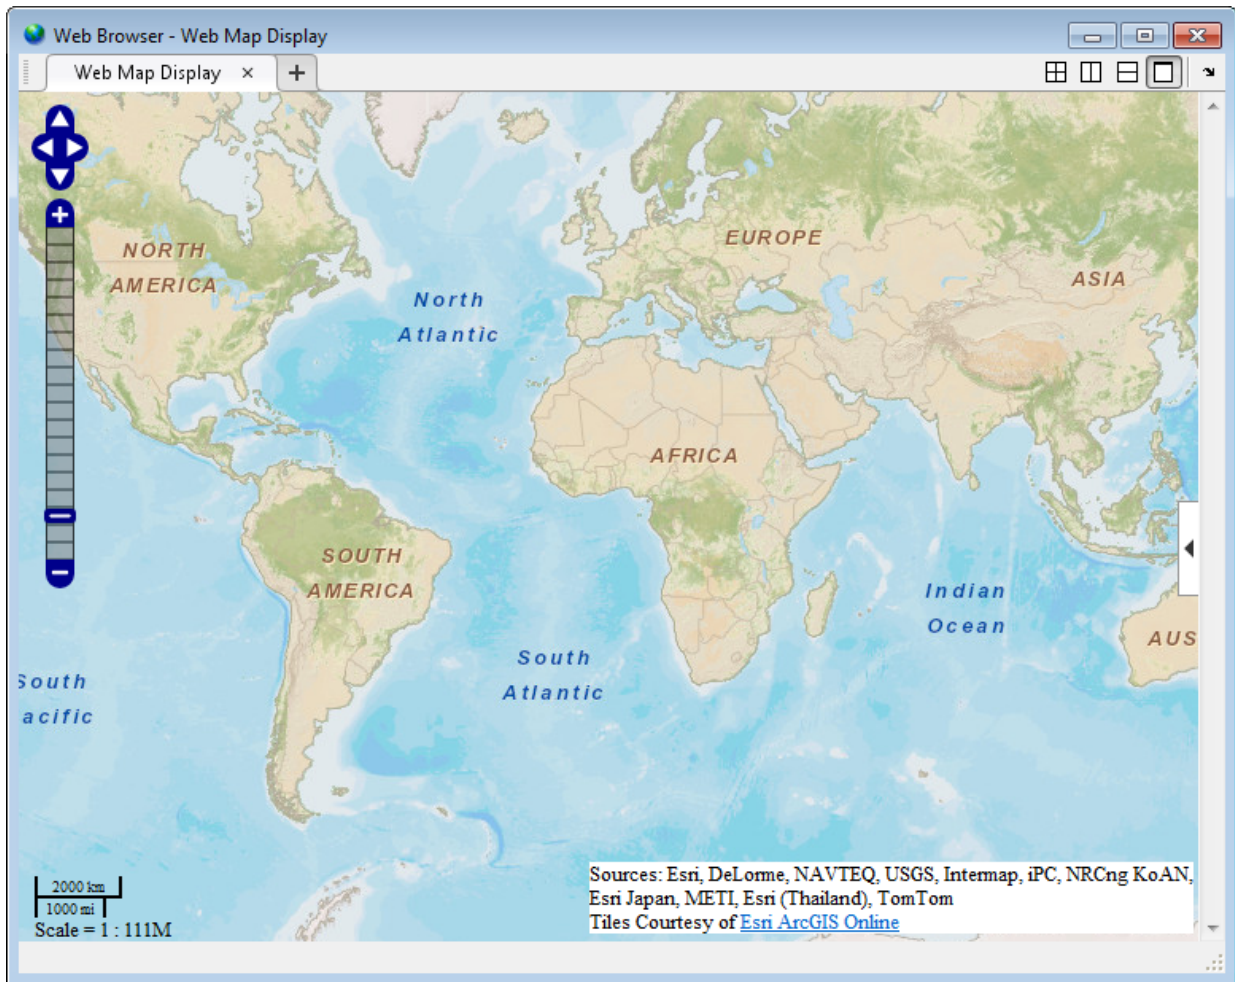 Web Browser - Web Map Display
Web Map Display
NORTH
AMERICA
EUROPE
ASIA
North
Atlantic
AFRICA
SOUTH
AMERICA
Indian
Ocean
AUS
South
Atlantic
South
acific
2000 km
1000 mi
Scale = 1 : 111M
Sources: Esri, DeLorme, NAVTEQ, USGS, Intermap, iPC, NRCng KoAN,
Esri Japan, METI, Esri (Thailand), TomTom
Tiles Courtesy of Esri ArcGIS Online